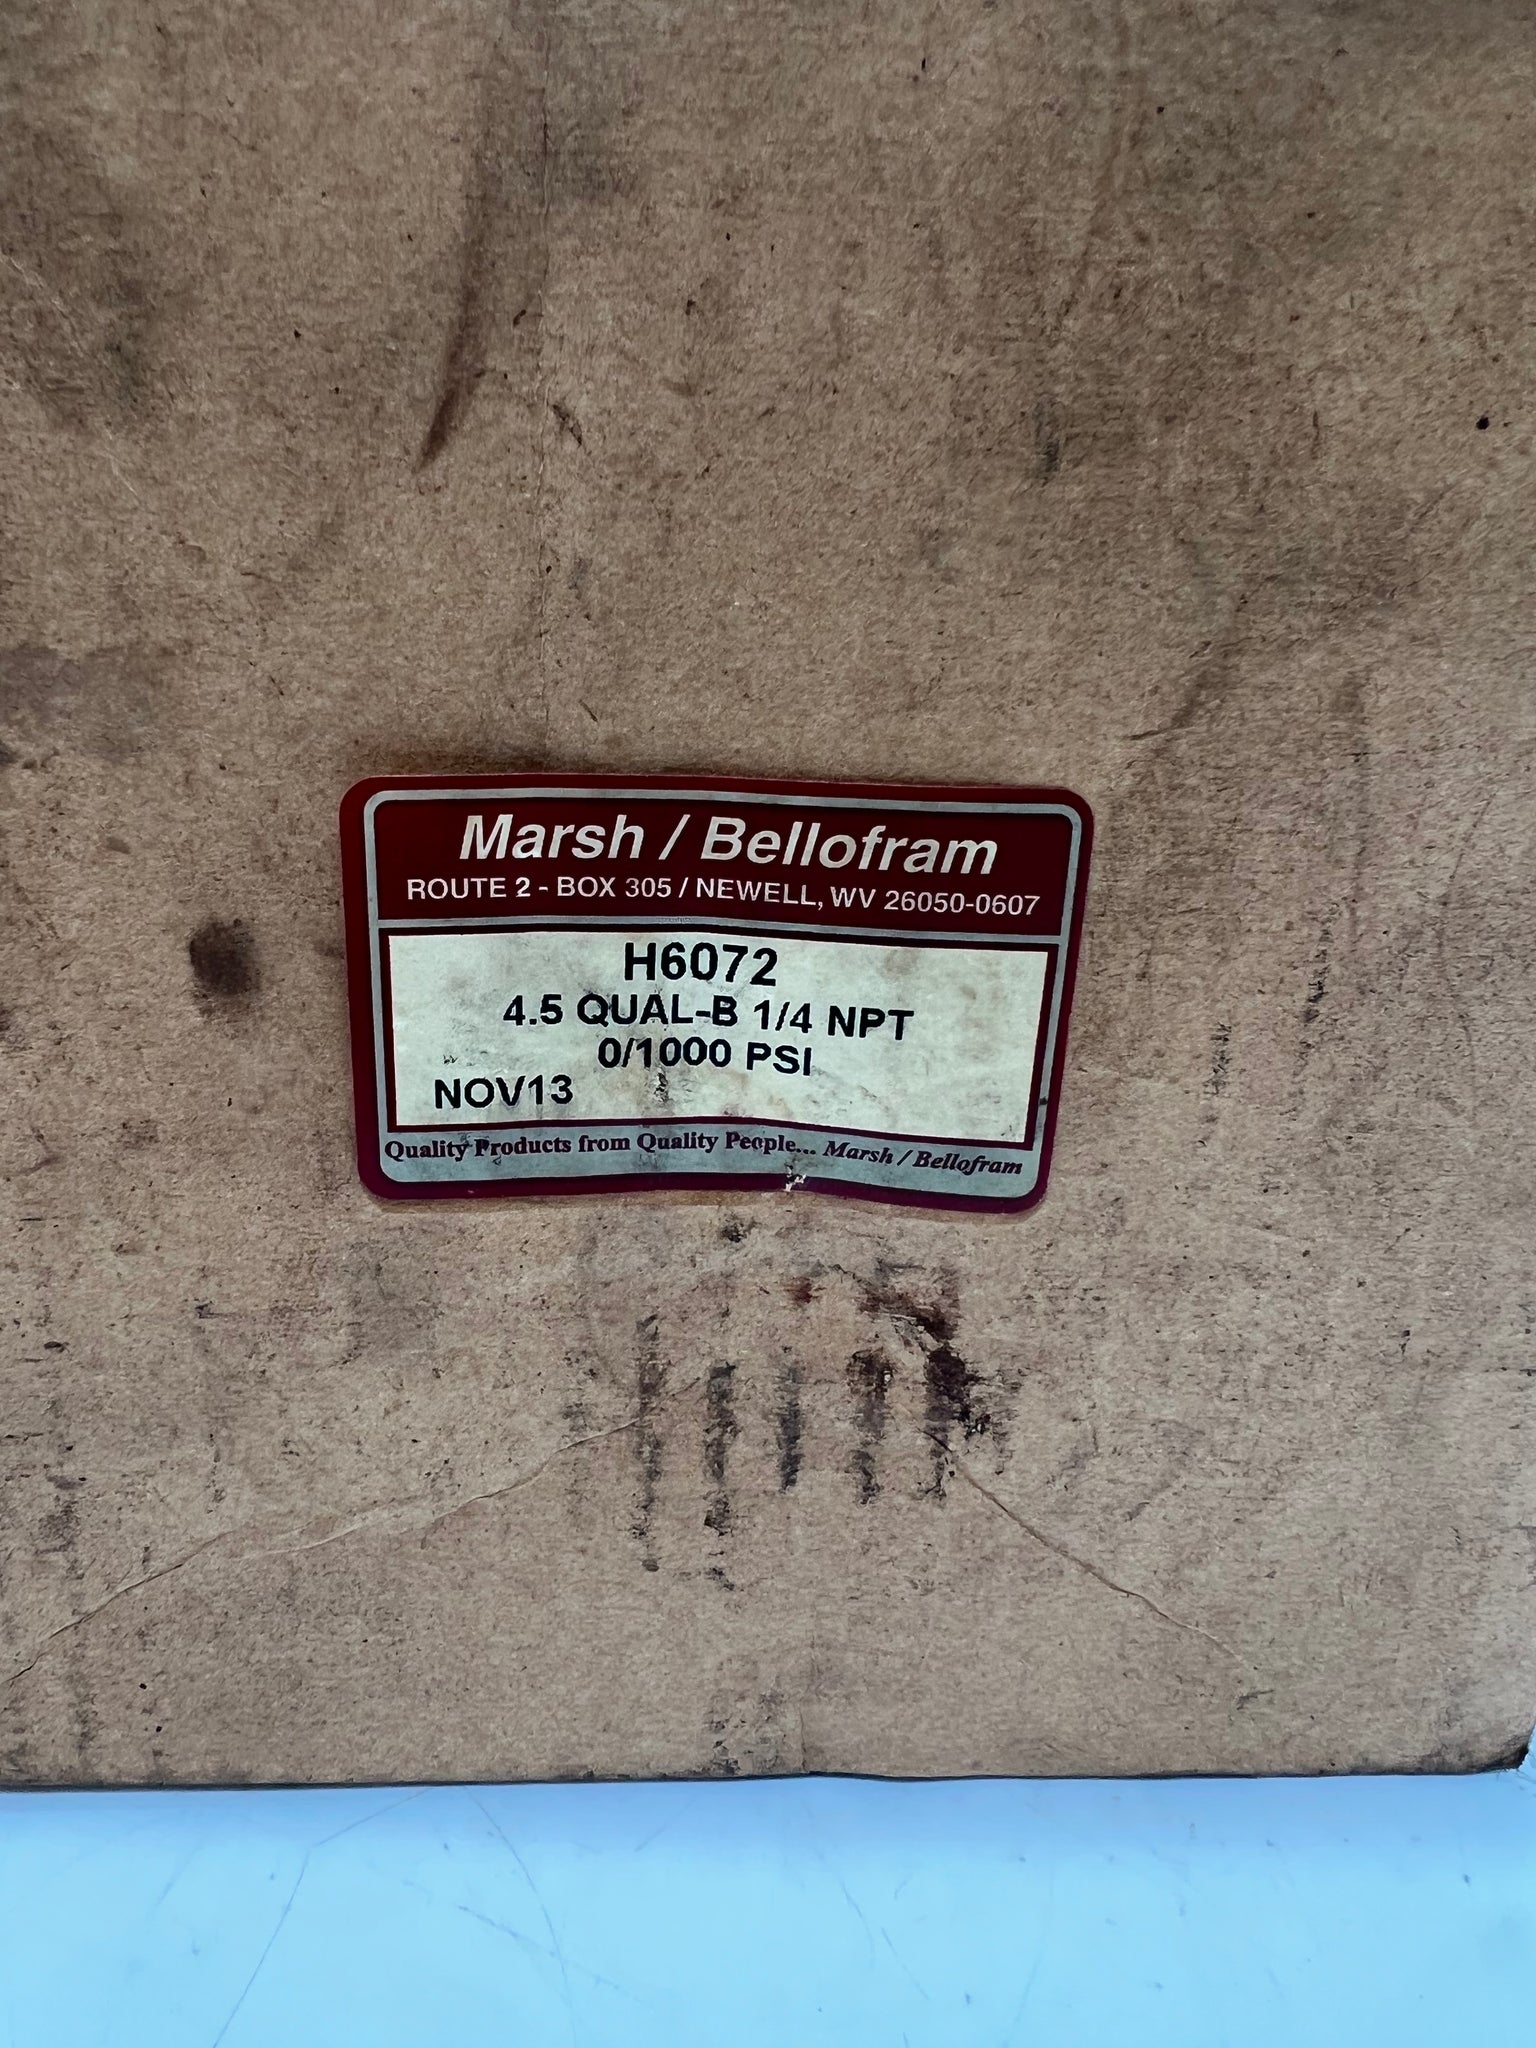 Marsh / Bellofram
ROUTE 2 - BOX 305 / NEWELL, WV 26050-0607
H6072
4.5 QUAL-B 1/4 NPT
0/1000 PSI
NOV13
Quality Products from Quality People... Marsh / Bellofram